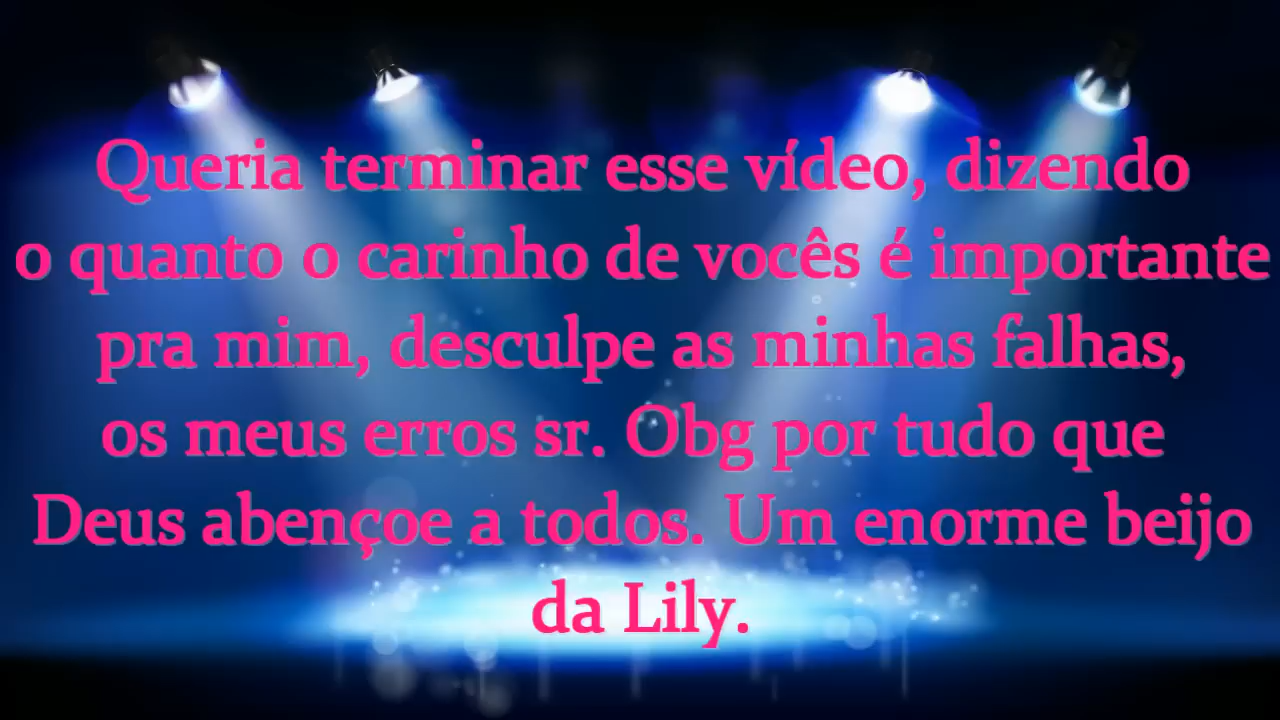 Queria terminar esse vídeo, dizendo
o quanto o carinho de vocês é importante
pra mim, desculpe as minhas falhas,
os meus erros sr. Obg por tudo que
Deus abençoe a todos. Um enorme beijo
da Lily.